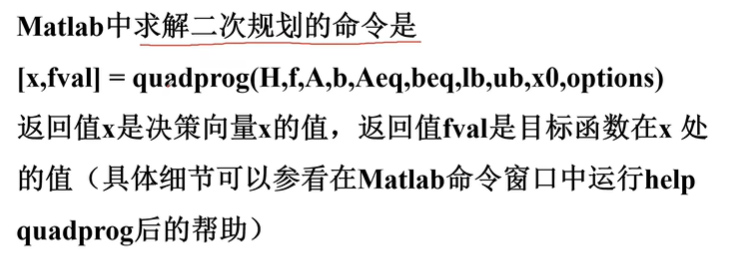 Matlab中求解二次规划的命令是
[x,fval] = quadprog(H,f,A,b,Aeq,beq,lb,ub,x0,options)
返回值x是决策向量x的值，返回值fval是目标函数在x 处
的值（具体细节可以参看在Matlab命令窗口中运行help
quadprog后的帮助）